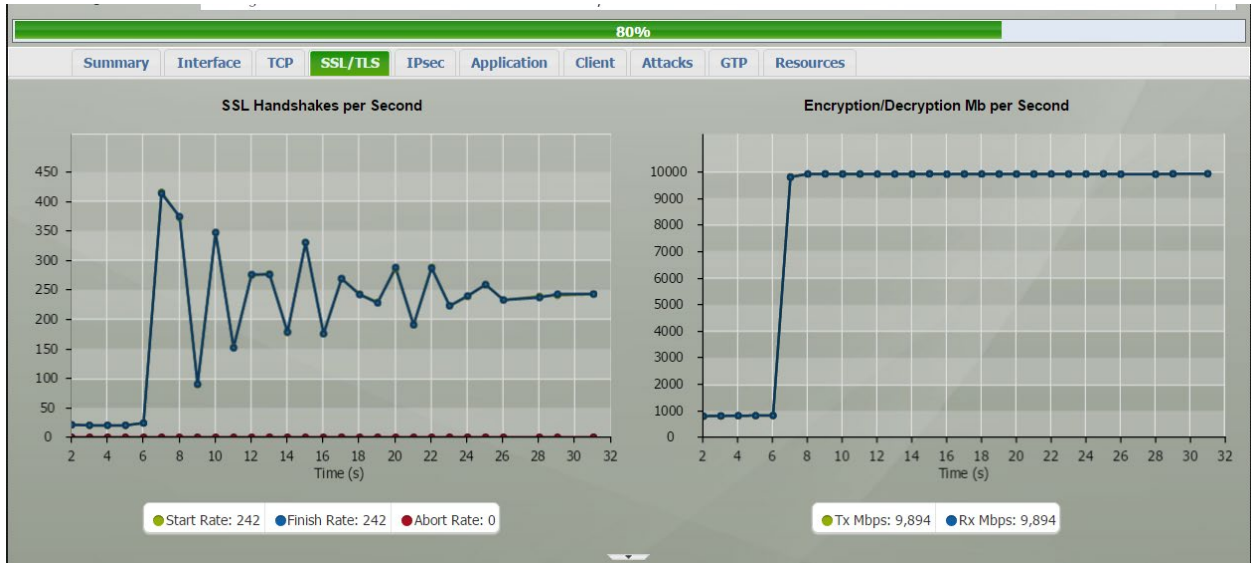 80%
Summary Interface TCP SSL/TLS IPsec Application Client Attacks GTP Resources
SSL Handshakes per Second
450
400
350
300
250
200
150
100
50
0
2 4 6 8 10 12 14 16 18 20 22 24 26 28 30 32
Time (s)
Start Rate: 242 Finish Rate: 242 Abort Rate: 0
Encryption/Decryption Mb per Second
10000
9000
8000
7000
6000
5000
4000
3000
2000
1000
0
2 4 6 8 10 12 14 16 18 20 22 24 26 28 30 32
Time (s)
Tx Mbps: 9,894 Rx Mbps: 9,894